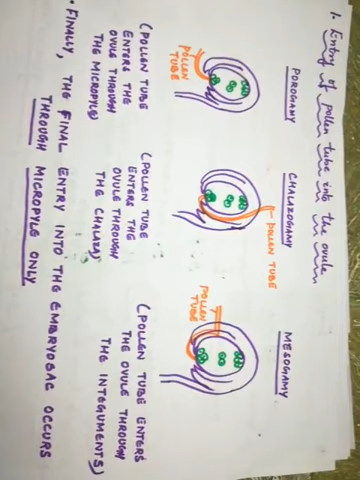 1. Entry of pollen tube into the ovule
POROGAMY
POLLEN
TUBE
(POLLEN TUBE
ENTERS THE
OVULE THROUGH
THE MICROPYLE)
CHALAZOGAMY
POLLEN TUBE
(POLLEN TUBE
ENTERS THE
OVULE THROUGH
THE CHALAZA)
MESOGAMY
POLLEN
TUBE
(POLLEN TUBE ENTERS
THE OVULE THROUGH
THE INTEGUMENTS)
• FINALLY, THE FINAL ENTRY INTO THE EMBRYOSAC OCCURS
THROUGH MICROPYLE ONLY